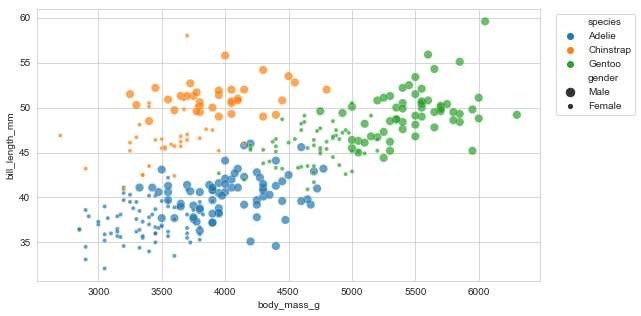 60
55
50
45
40
35
bill_length_mm
3000 3500 4000 4500 5000 5500 6000
body_mass_g
species
Adelie
Chinstrap
Gentoo
gender
Male
Female